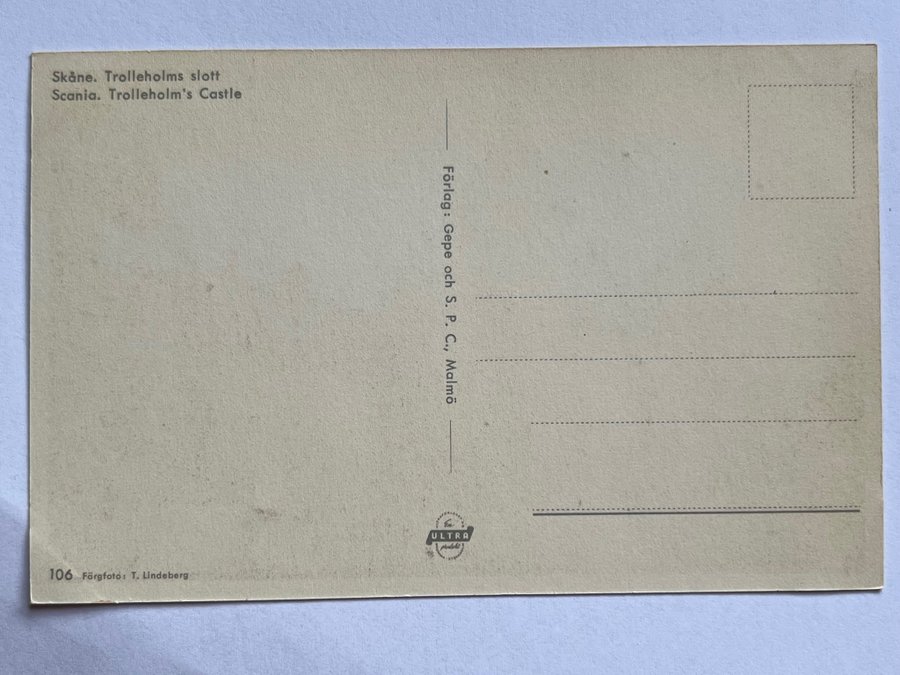 Skåne. Trolleholms slott
Scania. Trolleholm's Castle
Förlag: Gepe och S. P. C., Malmö
ULTRA
106 Färgfoto: T. Lindeberg